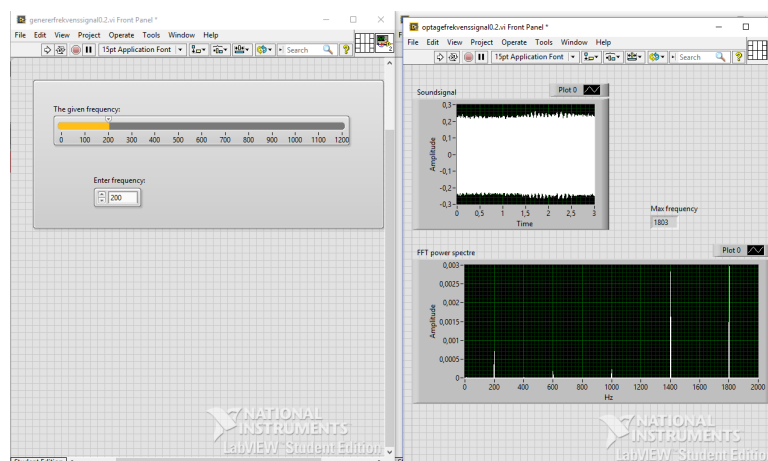 genererfrekvenssignal0.2.vi Front Panel *
File Edit View Project Operate Tools Window Help
15pt Application Font
Search
?
2
The given frequency:
0 100 200 300 400 500 600 700 800 900 1000 1100 1200
Enter frequency:
200
NATIONAL
INSTRUMENTS
LabVIEW Student Edition
Student Edition
optagefrekvenssignal0.2.vi Front Panel *
File Edit View Project Operate Tools Window Help
15pt Application Font
Search
?
Soundsignal
Plot 0
Amplitude
0,3
0,2
0,1
0
-0,1
-0,2
-0,3
0 0,5 1 1,5 2 2,5 3
Time
Max frequency
1803
FFT power spectre
Plot 0
Amplitude
0,003
0,0025
0,002
0,0015
0,001
0,0005
0
0 200 400 600 800 1000 1200 1400 1600 1800 2000
Hz
NATIONAL
INSTRUMENTS
LabVIEW Student Edition